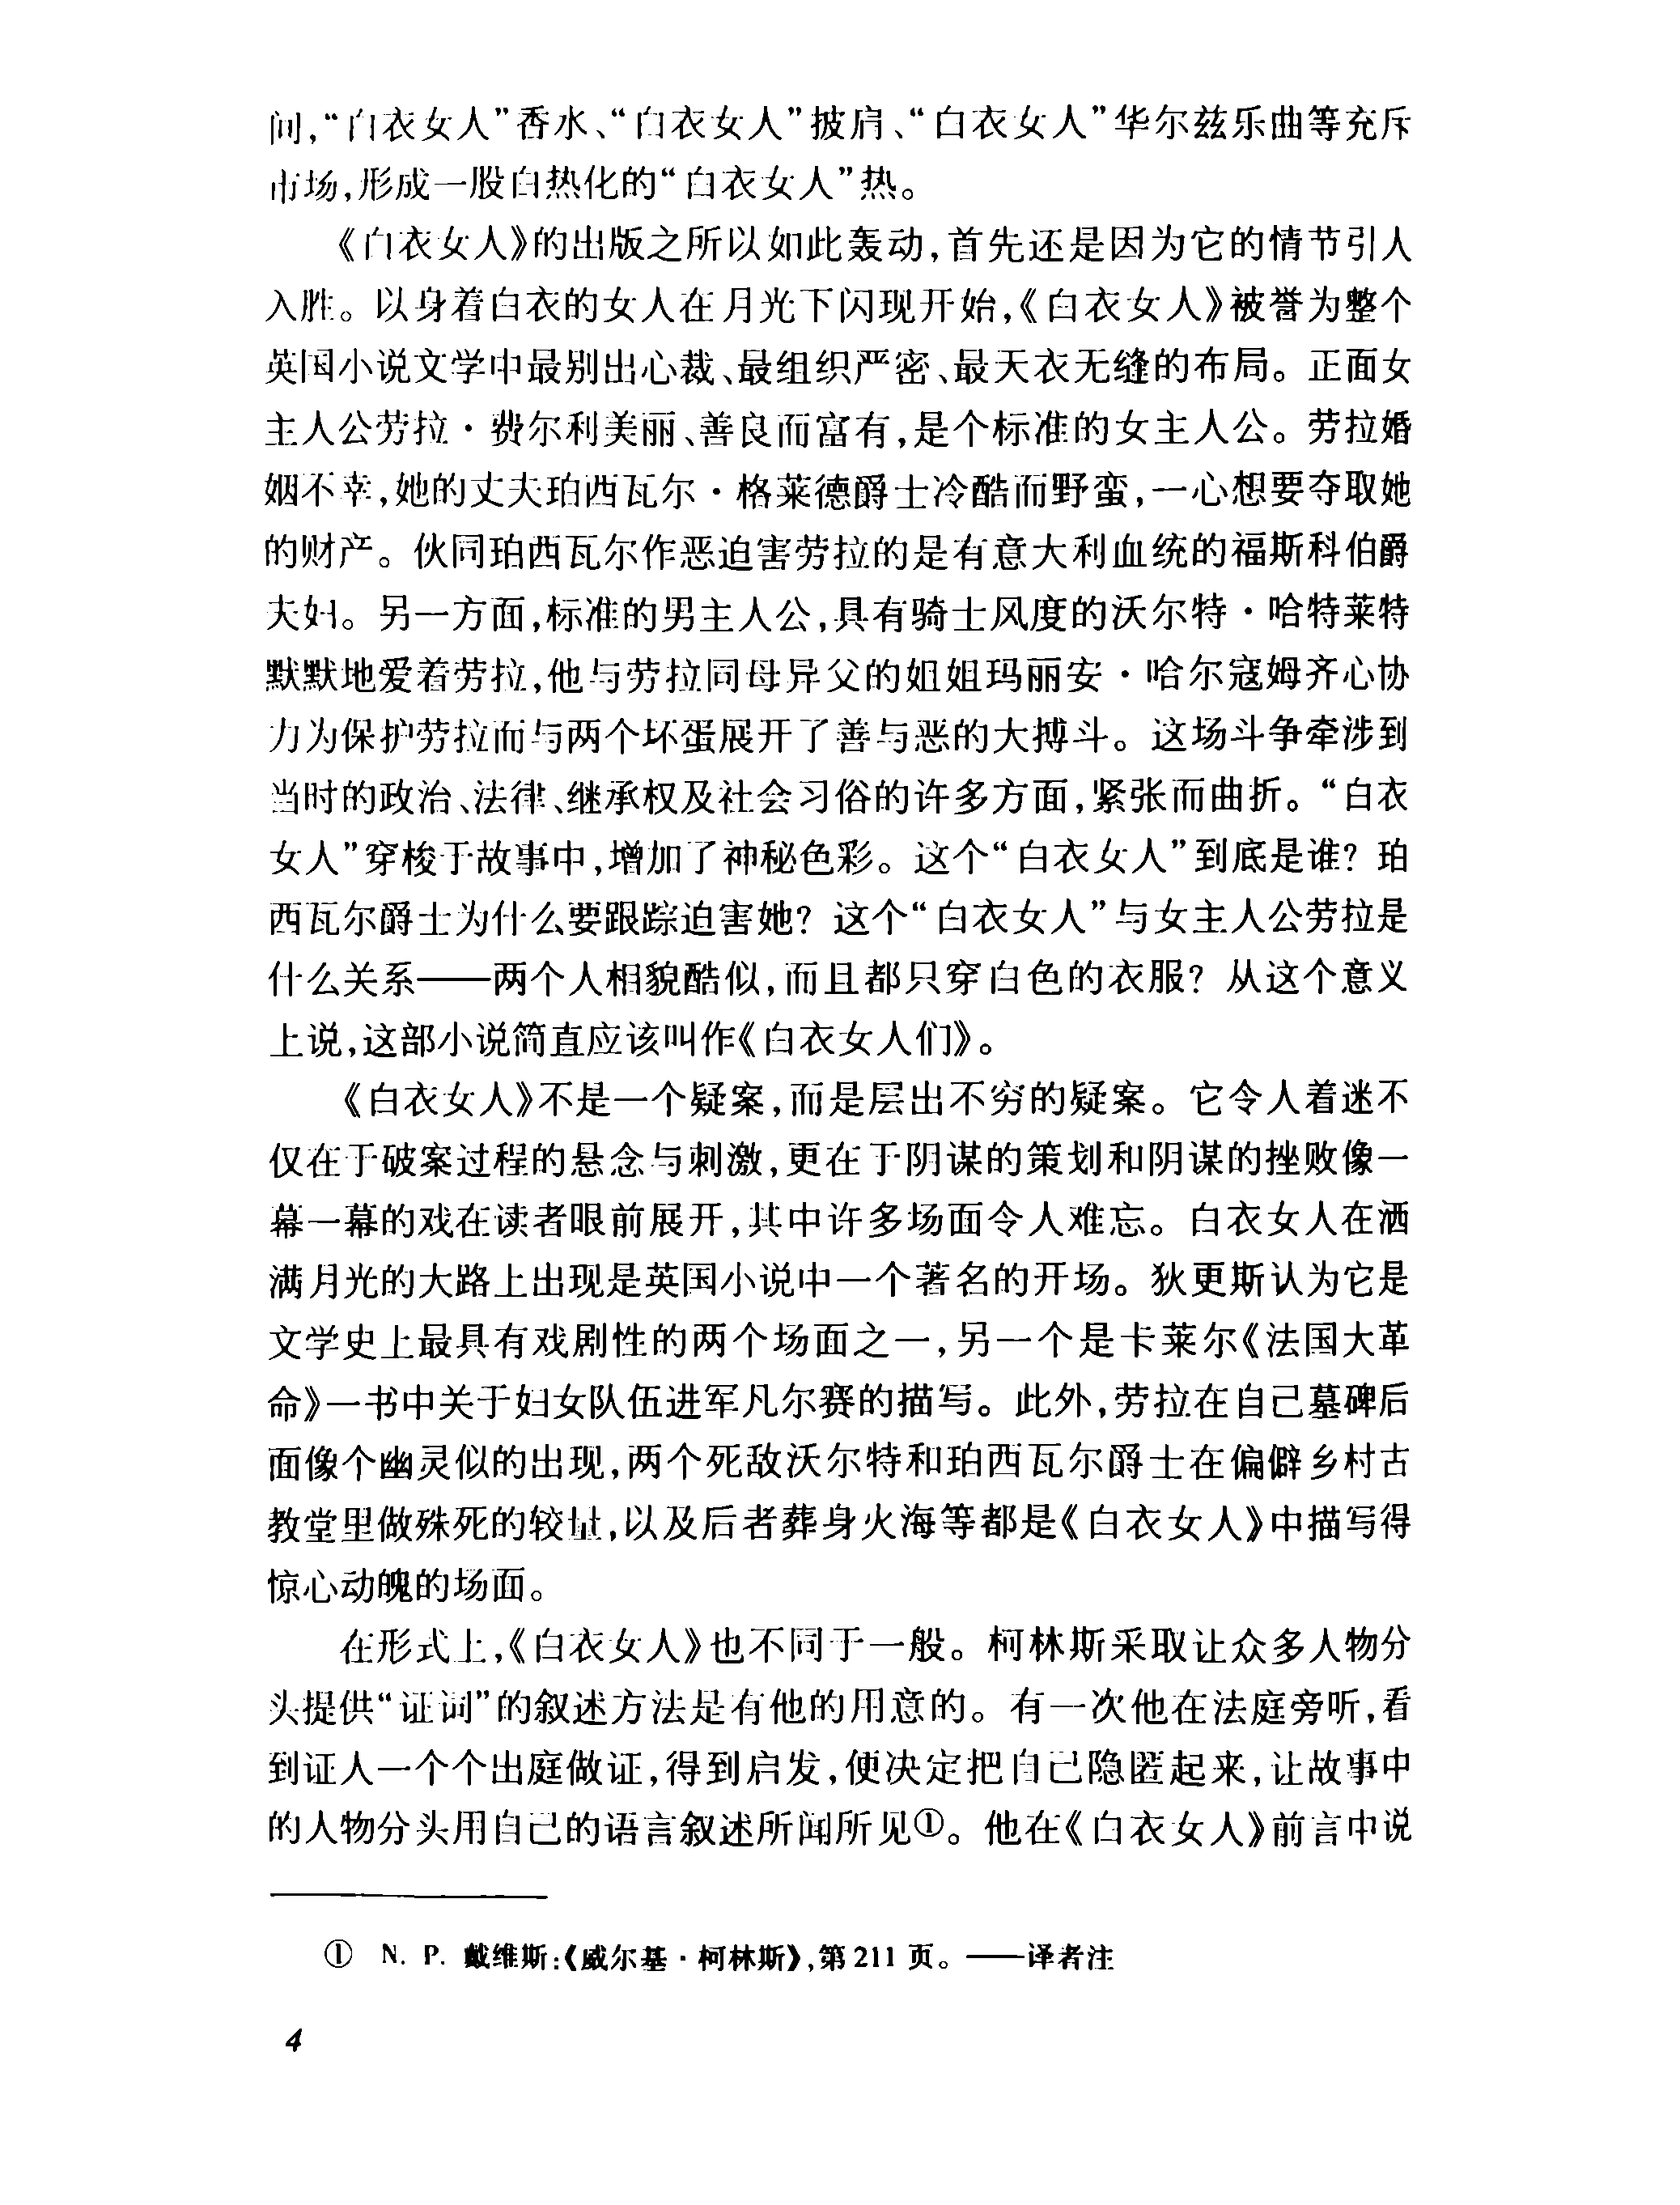 间，“白衣女人”香水、“白衣女人”披肩、“白衣女人”华尔兹乐曲等充斥
市场，形成一股白热化的“白衣女人”热。
《白衣女人》的出版之所以如此轰动，首先还是因为它的情节引人
入胜。以身着白衣的女人在月光下闪现开始，《白衣女人》被誉为整个
英国小说文学中最别出心裁、最组织严密、最天衣无缝的布局。正面女
主人公劳拉·费尔利美丽、善良而富有，是个标准的女主人公。劳拉婚
姻不幸，她的丈夫珀西瓦尔·格莱德爵士冷酷而野蛮，一心想要夺取她
的财产。伙同珀西瓦尔作恶迫害劳拉的是有意大利血统的福斯科伯爵
夫妇。另一方面，标准的男主人公，具有骑士风度的沃尔特·哈特莱特
默默地爱着劳拉，他与劳拉同母异父的姐姐玛丽安·哈尔寇姆齐心协
力为保护劳拉而与两个坏蛋展开了善与恶的大搏斗。这场斗争牵涉到
当时的政治、法律、继承权及社会习俗的许多方面，紧张而曲折。“白衣
女人”穿梭于故事中，增加了神秘色彩。这个“白衣女人”到底是谁？珀
西瓦尔爵士为什么要跟踪迫害她？这个“白衣女人”与女主人公劳拉是
什么关系——两个人相貌酷似，而且都只穿白色的衣服？从这个意义
上说，这部小说简直应该叫作《白衣女人们》。
《白衣女人》不是一个疑案，而是层出不穷的疑案。它令人着迷不
仅在于破案过程的悬念与刺激，更在于阴谋的策划和阴谋的挫败像一
幕一幕的戏在读者眼前展开，其中许多场面令人难忘。白衣女人在洒
满月光的大路上出现是英国小说中一个著名的开场。狄更斯认为它是
文学史上最具有戏剧性的两个场面之一，另一个是卡莱尔《法国大革
命》一书中关于妇女队伍进军凡尔赛的描写。此外，劳拉在自己墓碑后
面像个幽灵似的出现，两个死敌沃尔特和珀西瓦尔爵士在偏僻乡村古
教堂里做殊死的较量，以及后者葬身火海等都是《白衣女人》中描写得
惊心动魄的场面。
在形式上，《白衣女人》也不同于一般。柯林斯采取让众多人物分
头提供“证词”的叙述方法是有他的用意的。有一次他在法庭旁听，看
到证人一个个出庭做证，得到启发，便决定把自己隐匿起来，让故事中
的人物分头用自己的语言叙述所闻所见①。他在《白衣女人》前言中说
① N. P. 戴维斯：《威尔基·柯林斯》，第 211 页。——译者注
4